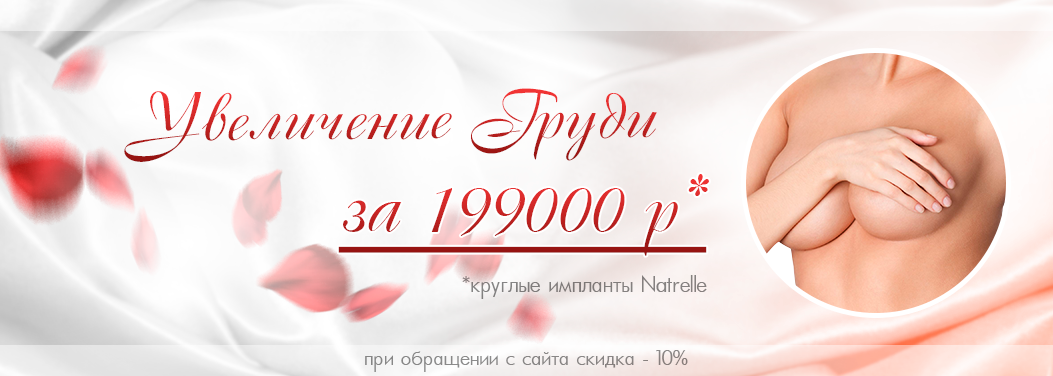 Увеличение Груди
за 199000 р*
*круглые импланты Natrelle
при обращении с сайта скидка - 10%